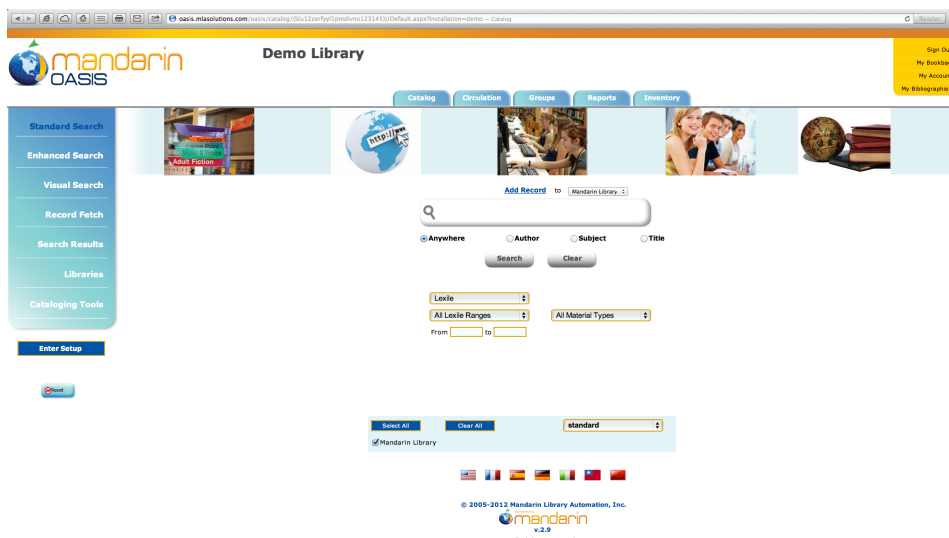 oasis.mlasolutions.com/oasis/catalog/(S(u12zerfyyl1pmdivno123145))/Default.aspx?installation=demo — Catalog
Reader
mandarin
OASIS
Demo Library
Sign Ou
My Bookba
My Accoun
My Bibliographie
Catalog Circulation Groups Reports Inventory
Standard Search
Enhanced Search
Visual Search
Record Fetch
Search Results
Libraries
Cataloging Tools
Enter Setup
Adult Fiction
http://www
Add Record to Mandarin Library
Anywhere Author Subject Title
Search Clear
Lexile
All Lexile Ranges All Material Types
From to
Select All Clear All standard
Mandarin Library
© 2005-2012 Mandarin Library Automation, Inc.
mandarin
v.2.9